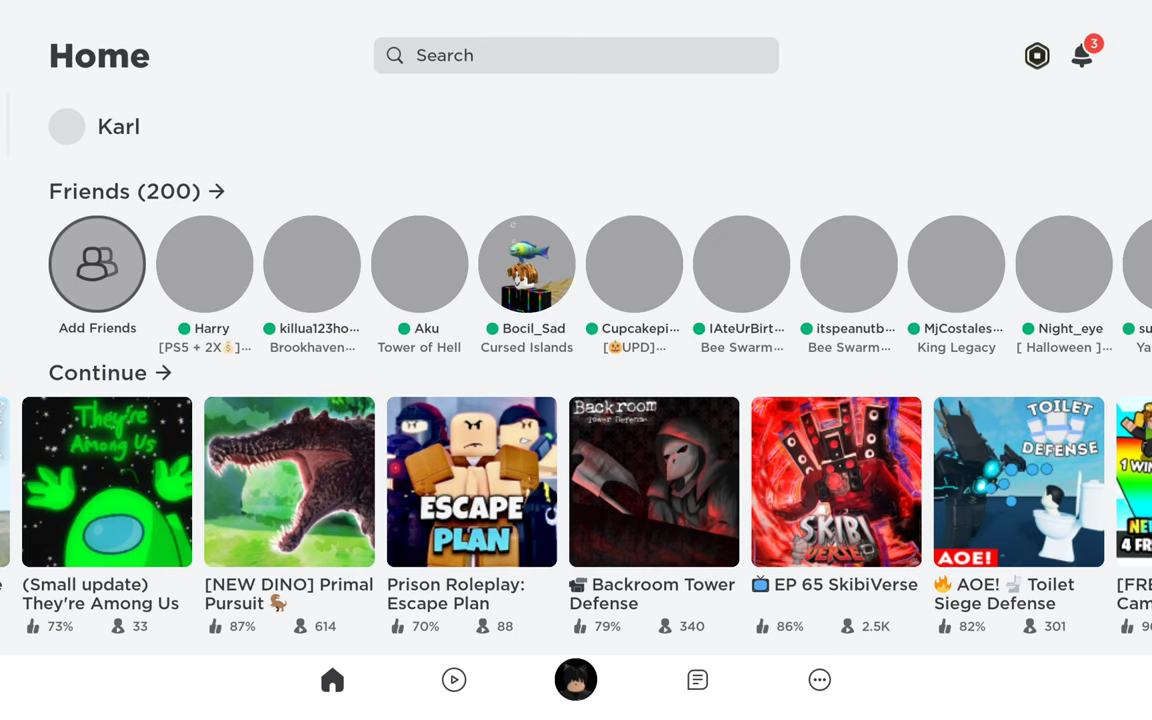 Home
Search
3
Karl
Friends (200) →
Add Friends
Harry
killua123ho...
Aku
Bocil_Sad
Cupcakepi...
IAteUrBirt...
itspeanutb...
MjCostales...
Night_eye
su
[PS5 + 2X💰]...
Brookhaven...
Tower of Hell
Cursed Islands
[🎃UPD]...
Bee Swarm...
Bee Swarm...
King Legacy
[ Halloween ]...
Ya
Continue →
They're
Among Us
ESCAPE
PLAN
Backroom
Tower Defense
SKIBI
VERSE
TOILET
DEFENSE
AOE!
1 WIN
NE
4 FR
e
(Small update)
They're Among Us
[NEW DINO] Primal
Pursuit 🦖
Prison Roleplay:
Escape Plan
📹 Backroom Tower
Defense
📺 EP 65 SkibiVerse
🔥 AOE! 🚽 Toilet
Siege Defense
[FRE
Cam
73% 33
87% 614
70% 88
79% 340
86% 2.5K
82% 301